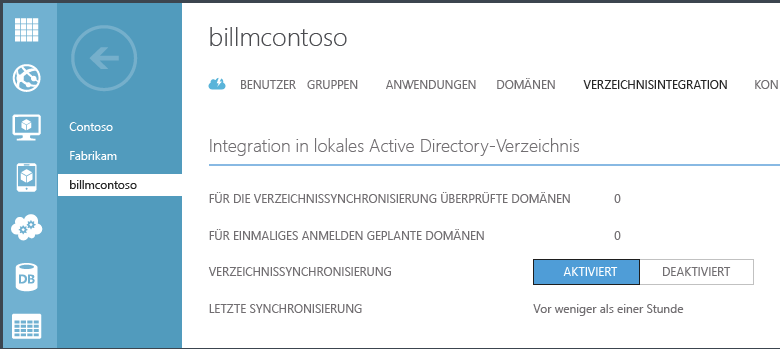 billmcontoso
BENUTZER GRUPPEN ANWENDUNGEN DOMÄNEN VERZEICHNISINTEGRATION KON
Contoso
Fabrikam
billmcontoso
Integration in lokales Active Directory-Verzeichnis
FÜR DIE VERZEICHNISSYNCHRONISIERUNG ÜBERPRÜFTE DOMÄNEN 0
FÜR EINMALIGES ANMELDEN GEPLANTE DOMÄNEN 0
VERZEICHNISSYNCHRONISIERUNG AKTIVIERT DEAKTIVIERT
LETZTE SYNCHRONISIERUNG Vor weniger als einer Stunde
DB